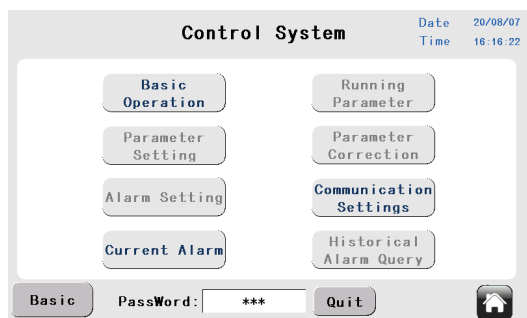 Control System
Date 20/08/07
Time 16:16:22
Basic
Operation
Running
Parameter
Parameter
Setting
Parameter
Correction
Alarm Setting
Communication
Settings
Current Alarm
Historical
Alarm Query
Basic
PassWord: ***
Quit